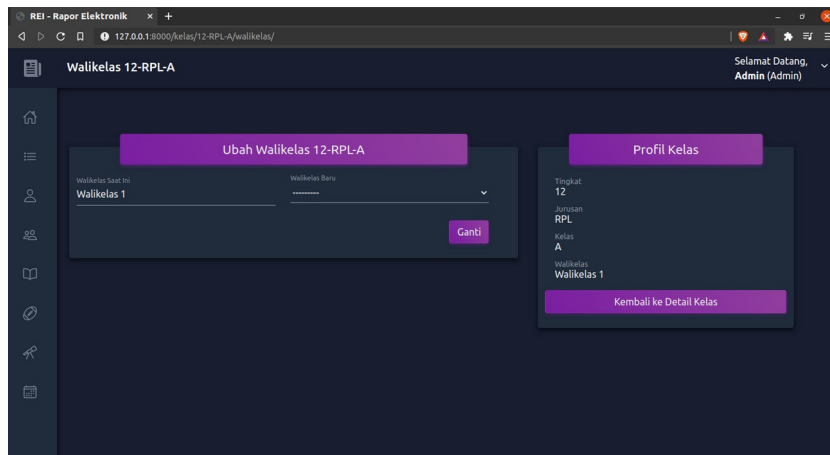 REI - Rapor Elektronik
127.0.0.1:8000/kelas/12-RPL-A/walikelas/
Walikelas 12-RPL-A
Selamat Datang,
Admin (Admin)
Ubah Walikelas 12-RPL-A
Walikelas Saat Ini
Walikelas 1
Walikelas Baru
---------
Ganti
Profil Kelas
Tingkat
12
Jurusan
RPL
Kelas
A
Walikelas
Walikelas 1
Kembali ke Detail Kelas